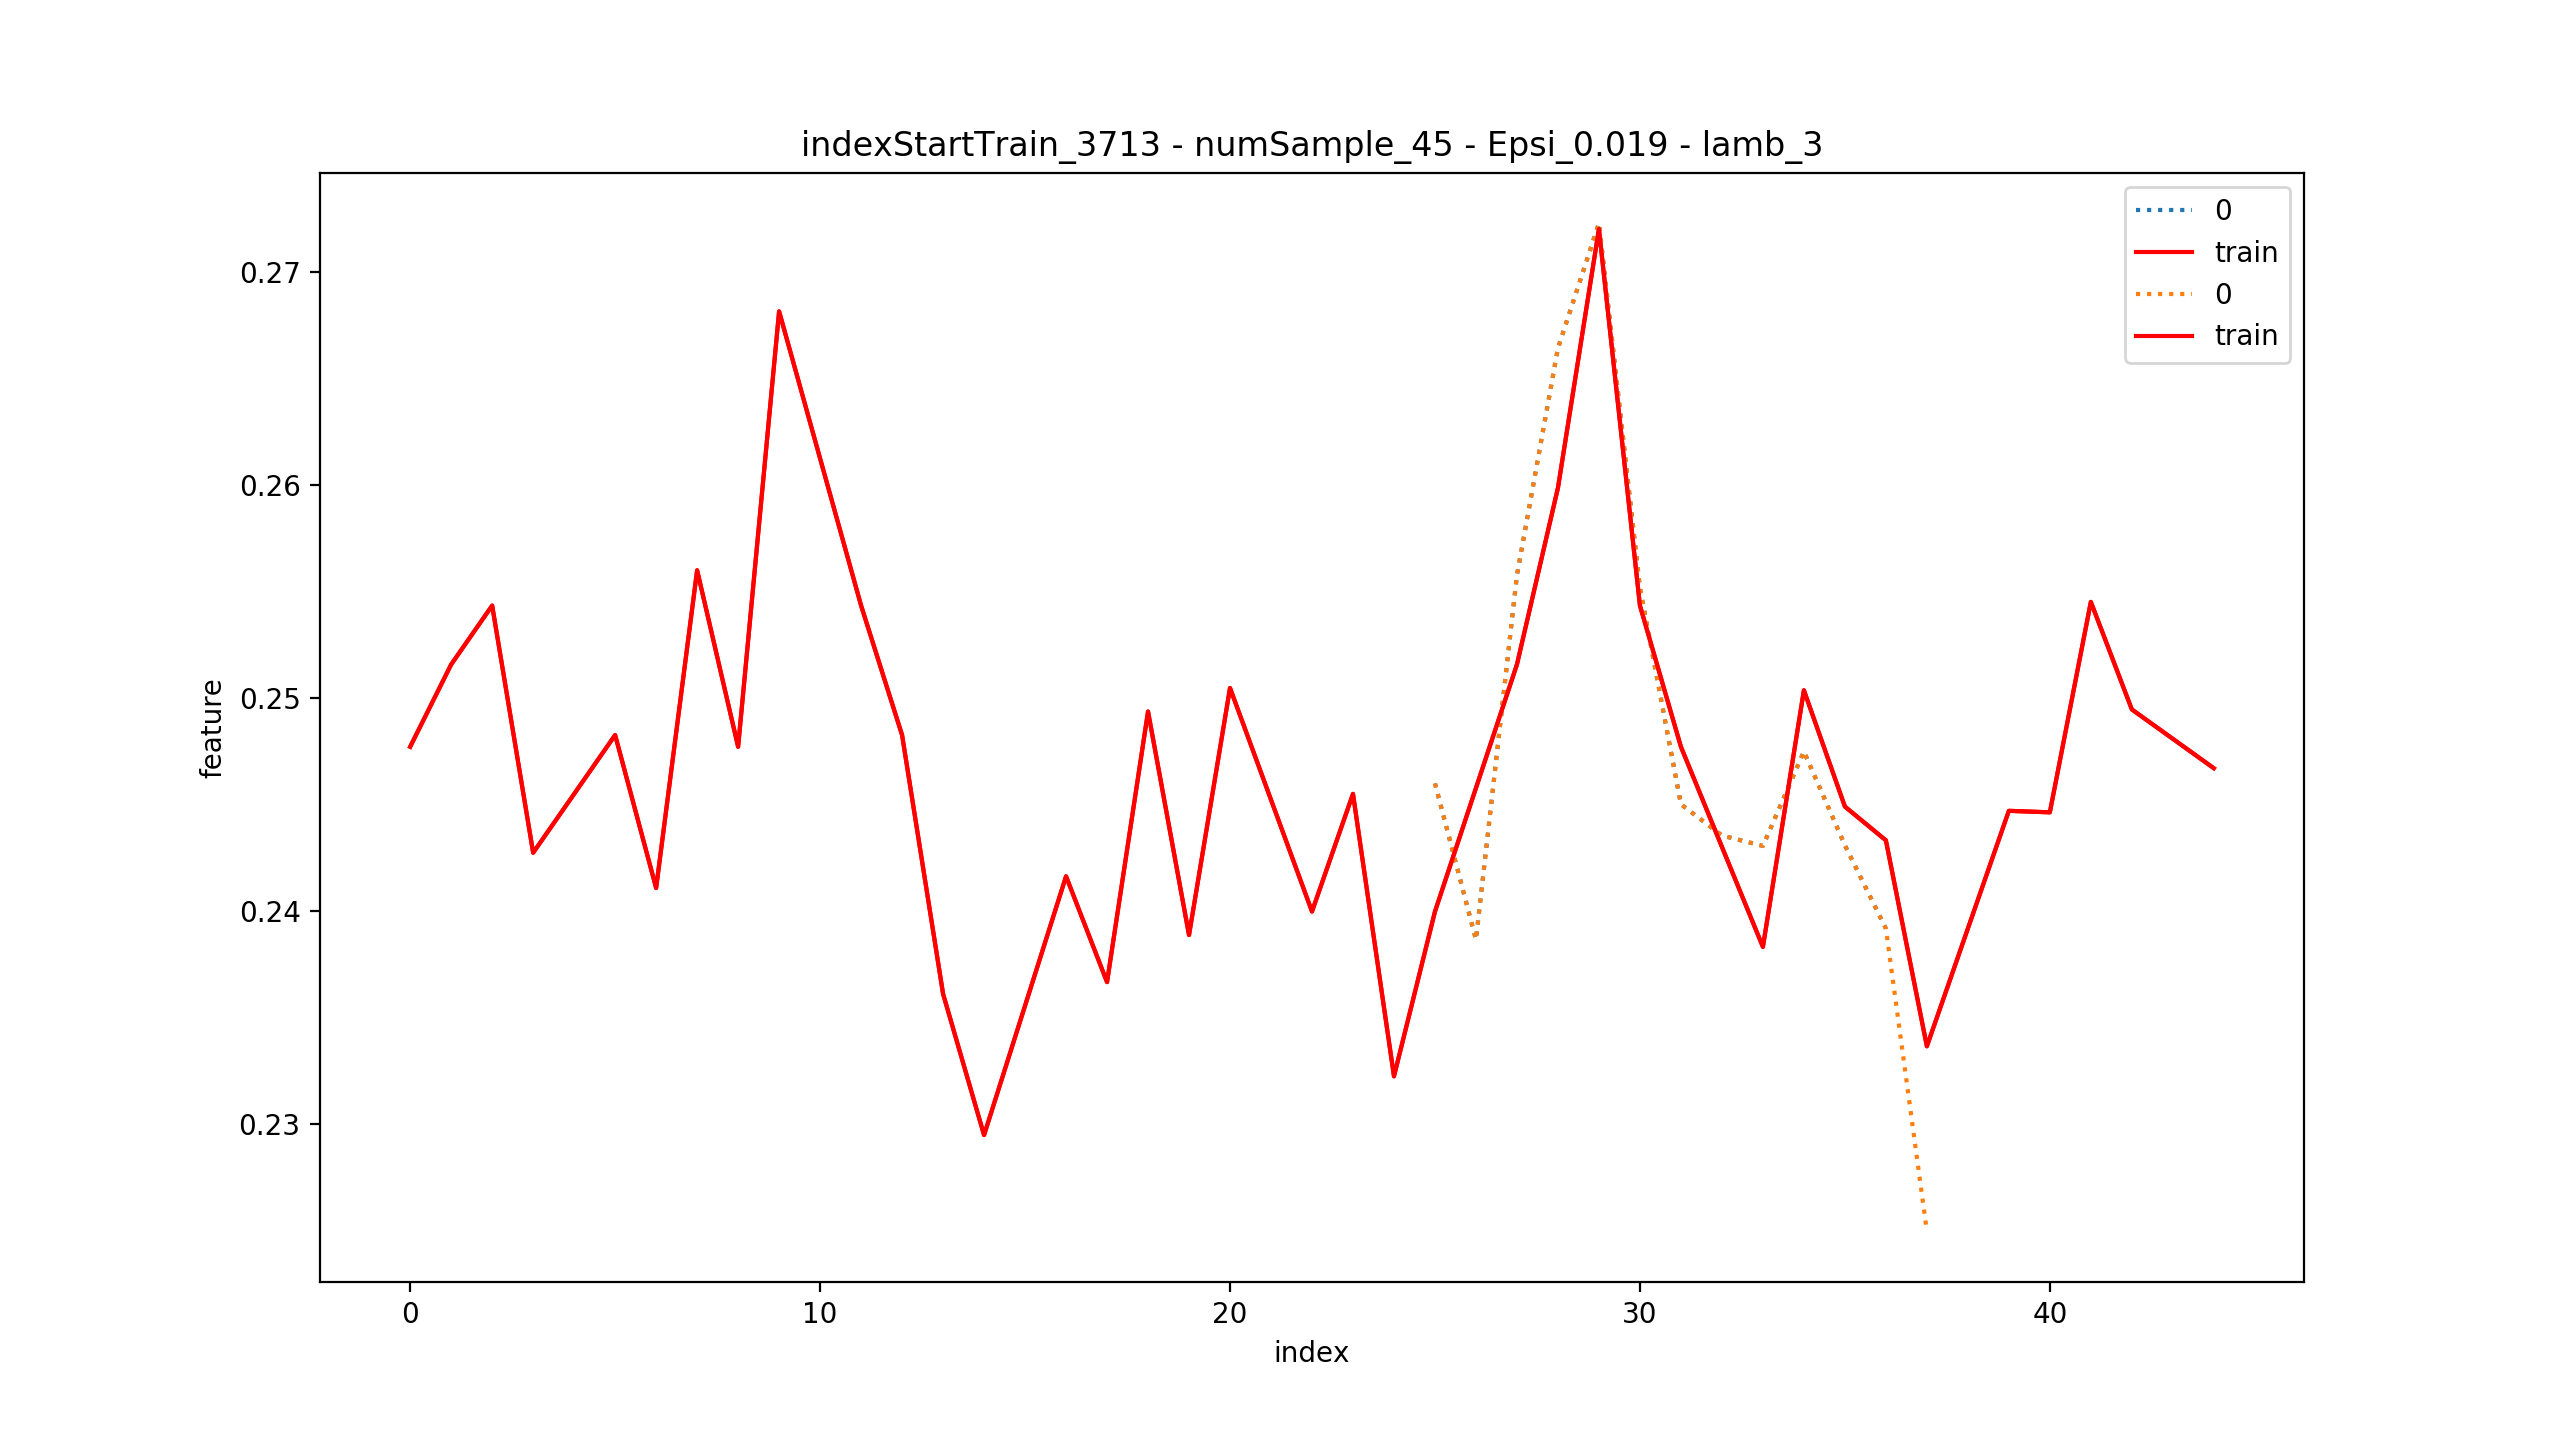 indexStartTrain_3713 - numSample_45 - Epsi_0.019 - lamb_3
0
train
0
train
0.27
0.26
0.25
0.24
0.23
feature
0 10 20 30 40
index